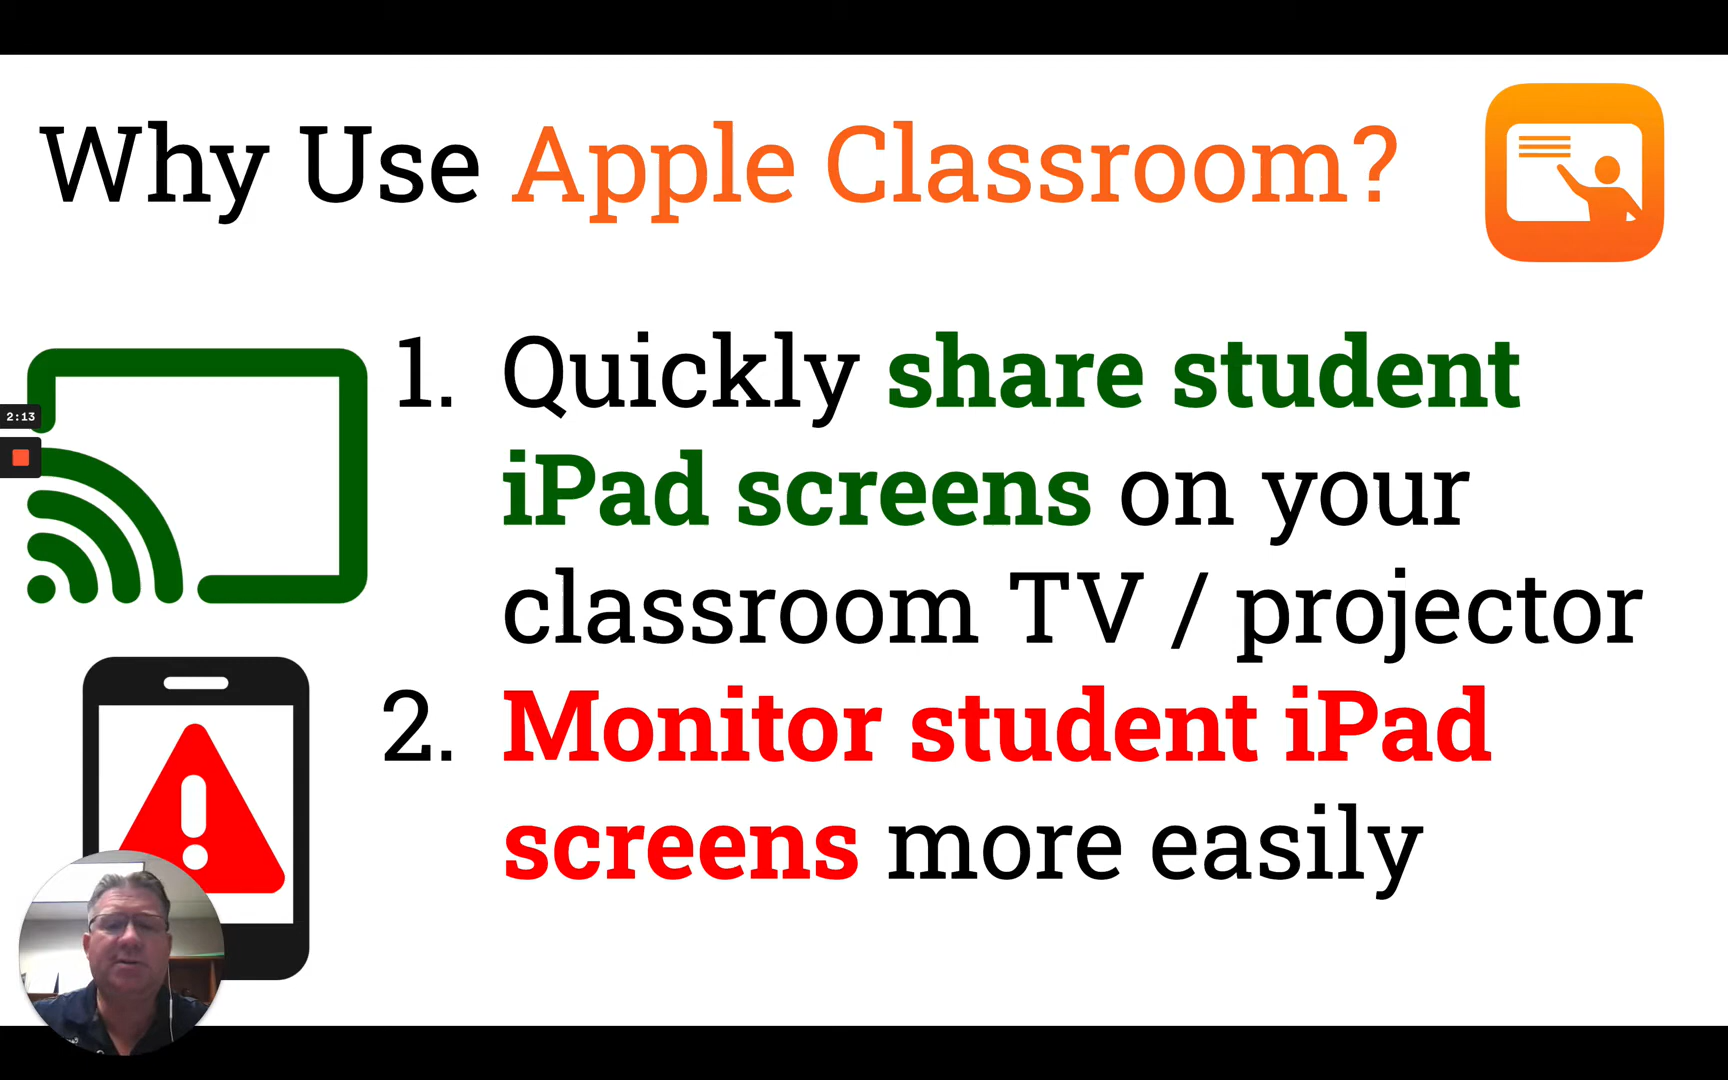 Why Use Apple Classroom?
1. Quickly share student
iPad screens on your
classroom TV / projector
2. Monitor student iPad
screens more easily
2:13